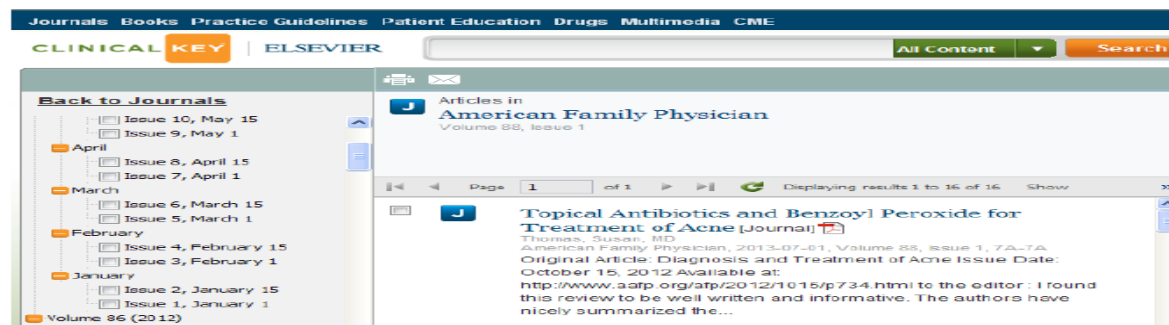 Journals Books Practice Guidelines Patient Education Drugs Multimedia CME
CLINICAL KEY ELSEVIER
All Content Search
Back to Journals
Issue 10, May 15
Issue 9, May 1
April
Issue 8, April 15
Issue 7, April 1
March
Issue 6, March 15
Issue 5, March 1
February
Issue 4, February 15
Issue 3, February 1
January
Issue 2, January 15
Issue 1, January 1
Volume 86 (2012)
J
Articles in
American Family Physician
Volume 88, Issue 1
Page 1 of 1 Displaying results 1 to 16 of 16 Show »
J
Topical Antibiotics and Benzoyl Peroxide for
Treatment of Acne [Journal]
Thomas, Susan, MD
American Family Physician, 2013-07-01, Volume 88, Issue 1, 7A-7A
Original Article: Diagnosis and Treatment of Acne Issue Date:
October 15, 2012 Available at:
http://www.aafp.org/afp/2012/1015/p734.html to the editor : I found
this review to be well written and informative. The authors have
nicely summarized the...